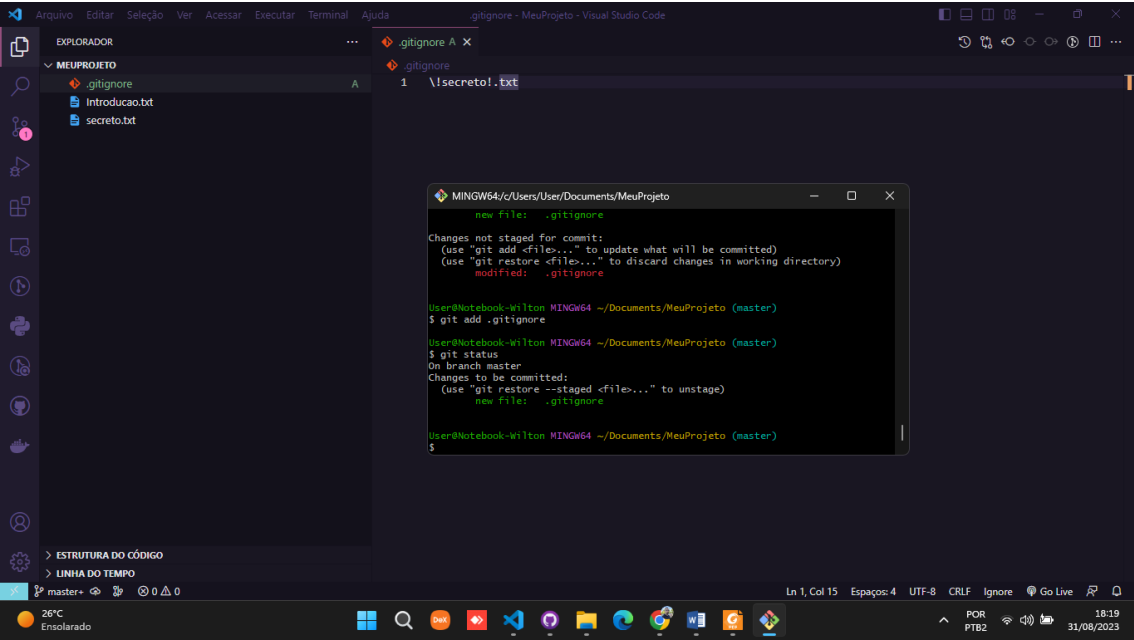 Arquivo Editar Seleção Ver Acessar Executar Terminal Ajuda .gitignore - MeuProjeto - Visual Studio Code
EXPLORADOR
MEUPROJETO
.gitignore A
Introducao.txt
secreto.txt
.gitignore A
.gitignore
1 \!secreto!.txt
1
MINGW64:/c/Users/User/Documents/MeuProjeto
new file: .gitignore
Changes not staged for commit:
(use "git add <file>..." to update what will be committed)
(use "git restore <file>..." to discard changes in working directory)
modified: .gitignore
User@Notebook-Wilton MINGW64 ~/Documents/MeuProjeto (master)
$ git add .gitignore
User@Notebook-Wilton MINGW64 ~/Documents/MeuProjeto (master)
$ git status
On branch master
Changes to be committed:
(use "git restore --staged <file>..." to unstage)
new file: .gitignore
User@Notebook-Wilton MINGW64 ~/Documents/MeuProjeto (master)
$
ESTRUTURA DO CÓDIGO
LINHA DO TEMPO
master+ 0 0 Ln 1, Col 15 Espaços: 4 UTF-8 CRLF Ignore Go Live
26°C
Ensolarado
DeX
POR
PTB2
18:19
31/08/2023